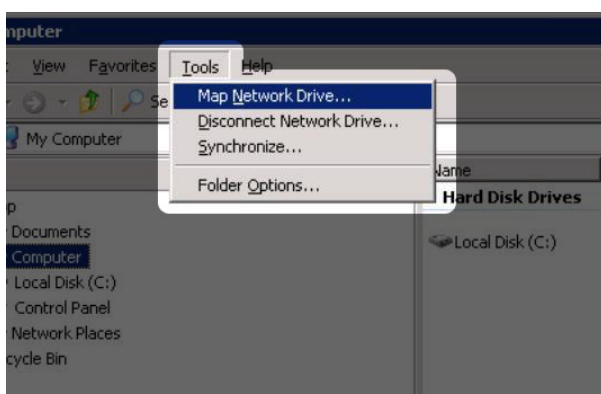 mputer
View Favorites Tools Help
Se
Map Network Drive...
Disconnect Network Drive...
Synchronize...
Folder Options...
My Computer
Name
Hard Disk Drives
Local Disk (C:)
p
Documents
Computer
Local Disk (C:)
Control Panel
Network Places
cycle Bin